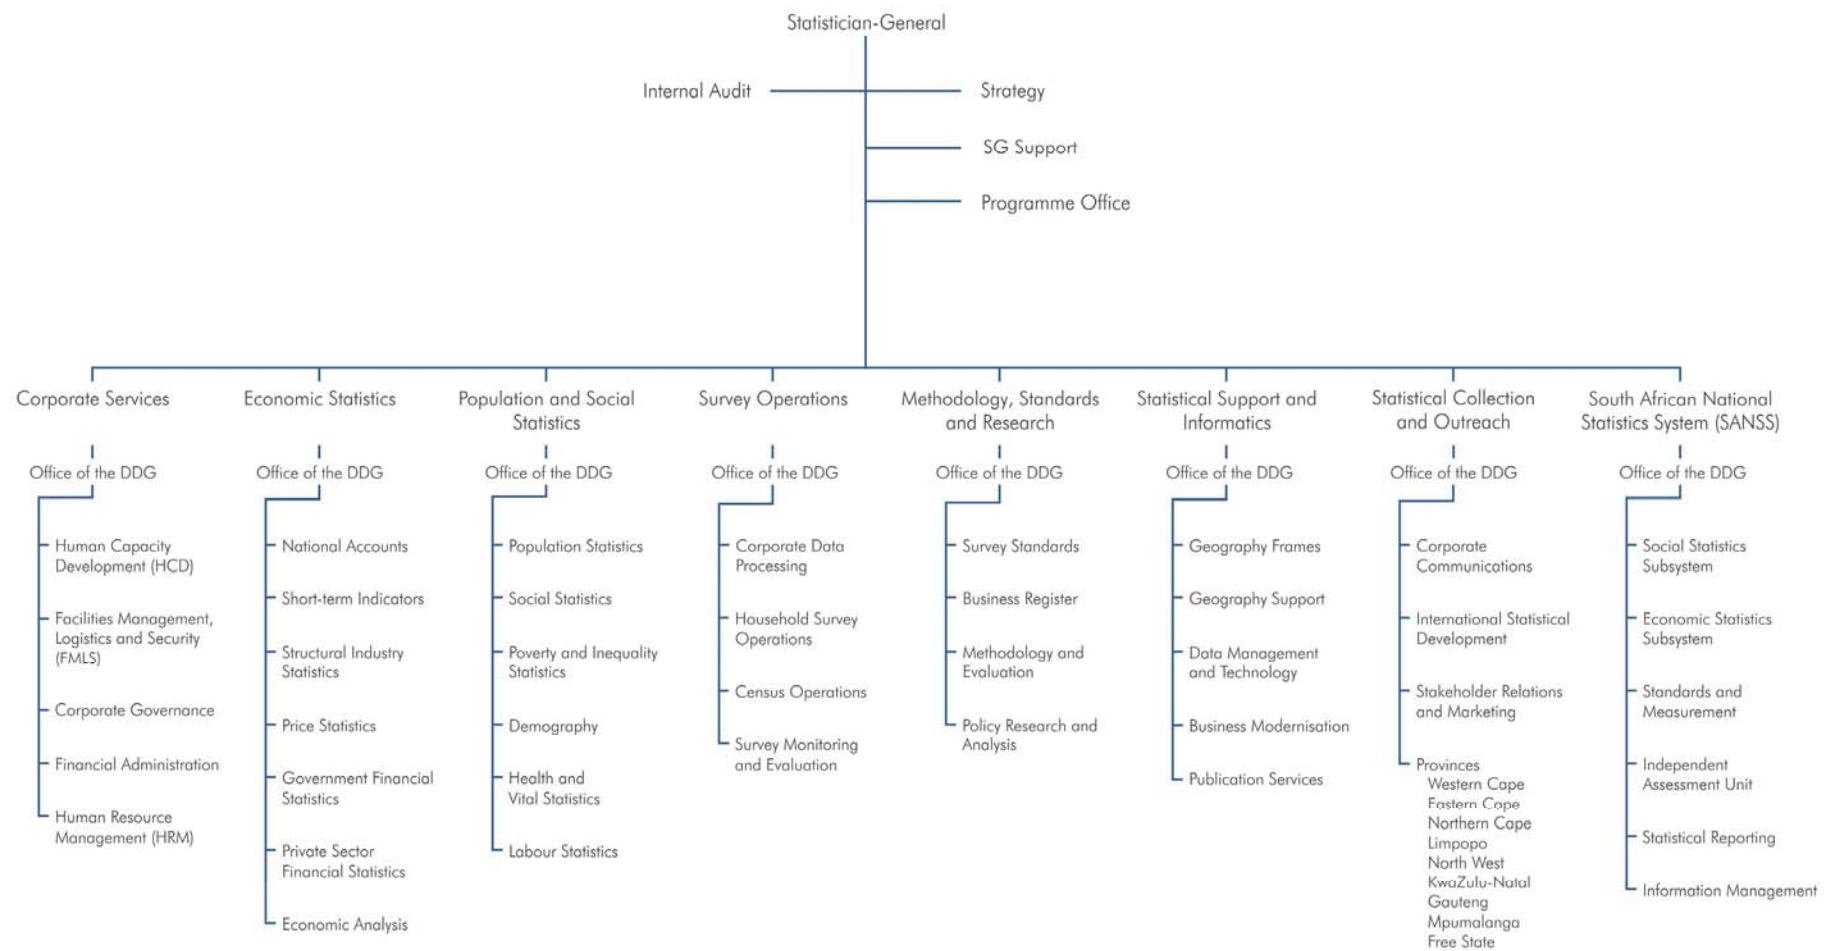 Statistician-General
Internal Audit
Strategy
SG Support
Programme Office
Corporate Services
Office of the DDG
Human Capacity
Development (HCD)
Facilities Management,
Logistics and Security
(FMLS)
Corporate Governance
Financial Administration
Human Resource
Management (HRM)
Economic Statistics
Office of the DDG
National Accounts
Short-term Indicators
Structural Industry
Statistics
Price Statistics
Government Financial
Statistics
Private Sector
Financial Statistics
Economic Analysis
Population and Social
Statistics
Office of the DDG
Population Statistics
Social Statistics
Poverty and Inequality
Statistics
Demography
Health and
Vital Statistics
Labour Statistics
Survey Operations
Office of the DDG
Corporate Data
Processing
Household Survey
Operations
Census Operations
Survey Monitoring
and Evaluation
Methodology, Standards
and Research
Office of the DDG
Survey Standards
Business Register
Methodology and
Evaluation
Policy Research and
Analysis
Statistical Support and
Informatics
Office of the DDG
Geography Frames
Geography Support
Data Management
and Technology
Business Modernisation
Publication Services
Statistical Collection
and Outreach
Office of the DDG
Corporate
Communications
International Statistical
Development
Stakeholder Relations
and Marketing
Provinces
Western Cape
Eastern Cape
Northern Cape
Limpopo
North West
KwaZulu-Natal
Gauteng
Mpumalanga
Free State
South African National
Statistics System (SANSS)
Office of the DDG
Social Statistics
Subsystem
Economic Statistics
Subsystem
Standards and
Measurement
Independent
Assessment Unit
Statistical Reporting
Information Management